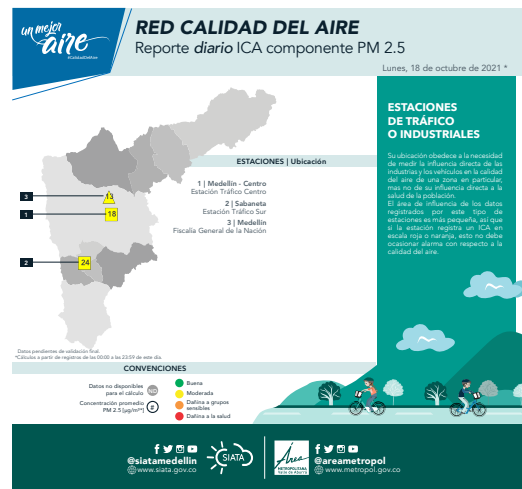 un mejor
aire
#CalidadDelAire
RED CALIDAD DEL AIRE
Reporte diario ICA componente PM 2.5
Lunes, 18 de octubre de 2021 *
ESTACIONES
DE TRÁFICO
O INDUSTRIALES
Su ubicación obedece a la necesidad
de medir la influencia directa de las
industrias y los vehículos en la calidad
del aire de una zona en particular,
mas no de su influencia directa a la
salud de la población.
El área de influencia de los datos
registrados por este tipo de
estaciones es más pequeña, así que
si la estación registra un ICA en
escala roja o naranja, esto no debe
ocasionar alarma con respecto a la
calidad del aire.
ESTACIONES | Ubicación
1 | Medellín - Centro
Estación Tráfico Centro
2 | Sabaneta
Estación Tráfico Sur
3 | Medellín
Fiscalía General de la Nación
3
13
1
18
2
24
Datos pendientes de validación final.
*Cálculos a partir de registros de las 00:00 a las 23:59 de este día.
CONVENCIONES
Datos no disponibles
para el cálculo
ND
Concentración promedio
PM 2.5 [µg/m³*]
#
Buena
Moderada
Dañina a grupos
sensibles
Dañina a la salud
@siatamedellin
www.siata.gov.co
SIATA
Área
METROPOLITANA
Valle de Aburrá
@areametropol
www.metropol.gov.co